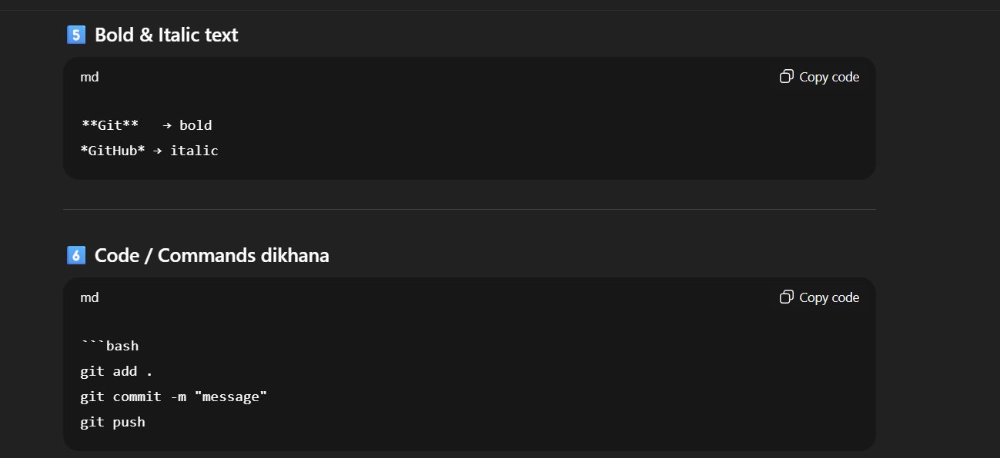 5 Bold & Italic text
md
Copy code
**Git**   → bold
*GitHub* → italic
6 Code / Commands dikhana
md
Copy code
```bash
git add .
git commit -m "message"
git push